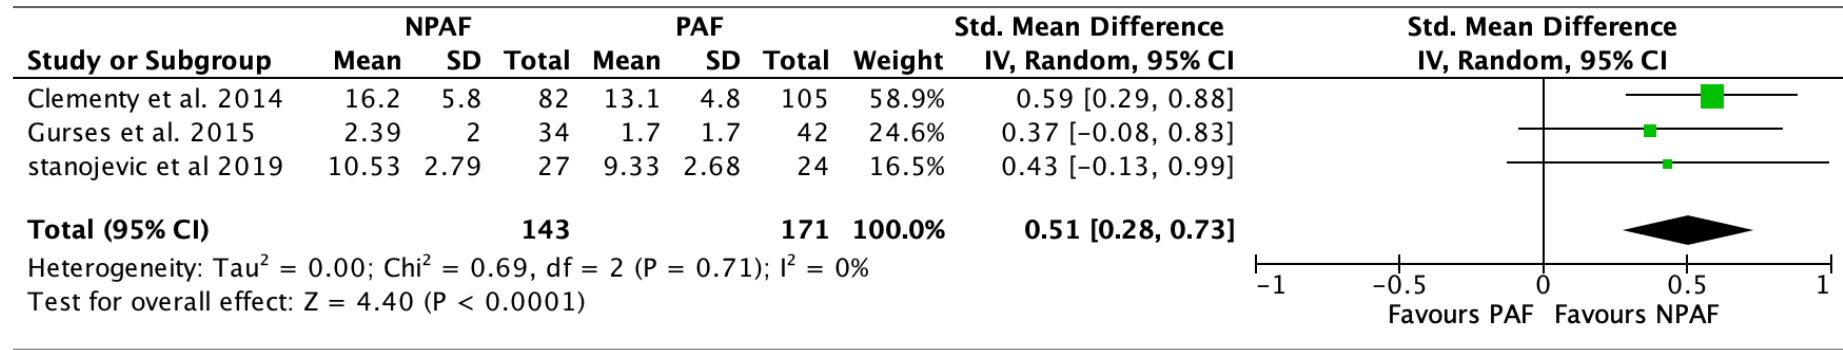 NPAF PAF Std. Mean Difference Std. Mean Difference
Study or Subgroup Mean SD Total Mean SD Total Weight IV, Random, 95% CI IV, Random, 95% CI
Clementy et al. 2014 16.2 5.8 82 13.1 4.8 105 58.9% 0.59 [0.29, 0.88]
Gurses et al. 2015 2.39 2 34 1.7 1.7 42 24.6% 0.37 [−0.08, 0.83]
stanojevic et al 2019 10.53 2.79 27 9.33 2.68 24 16.5% 0.43 [−0.13, 0.99]
Total (95% CI) 143 171 100.0% 0.51 [0.28, 0.73]
Heterogeneity: Tau² = 0.00; Chi² = 0.69, df = 2 (P = 0.71); I² = 0%
Test for overall effect: Z = 4.40 (P < 0.0001)
−1 −0.5 0 0.5 1
Favours PAF Favours NPAF